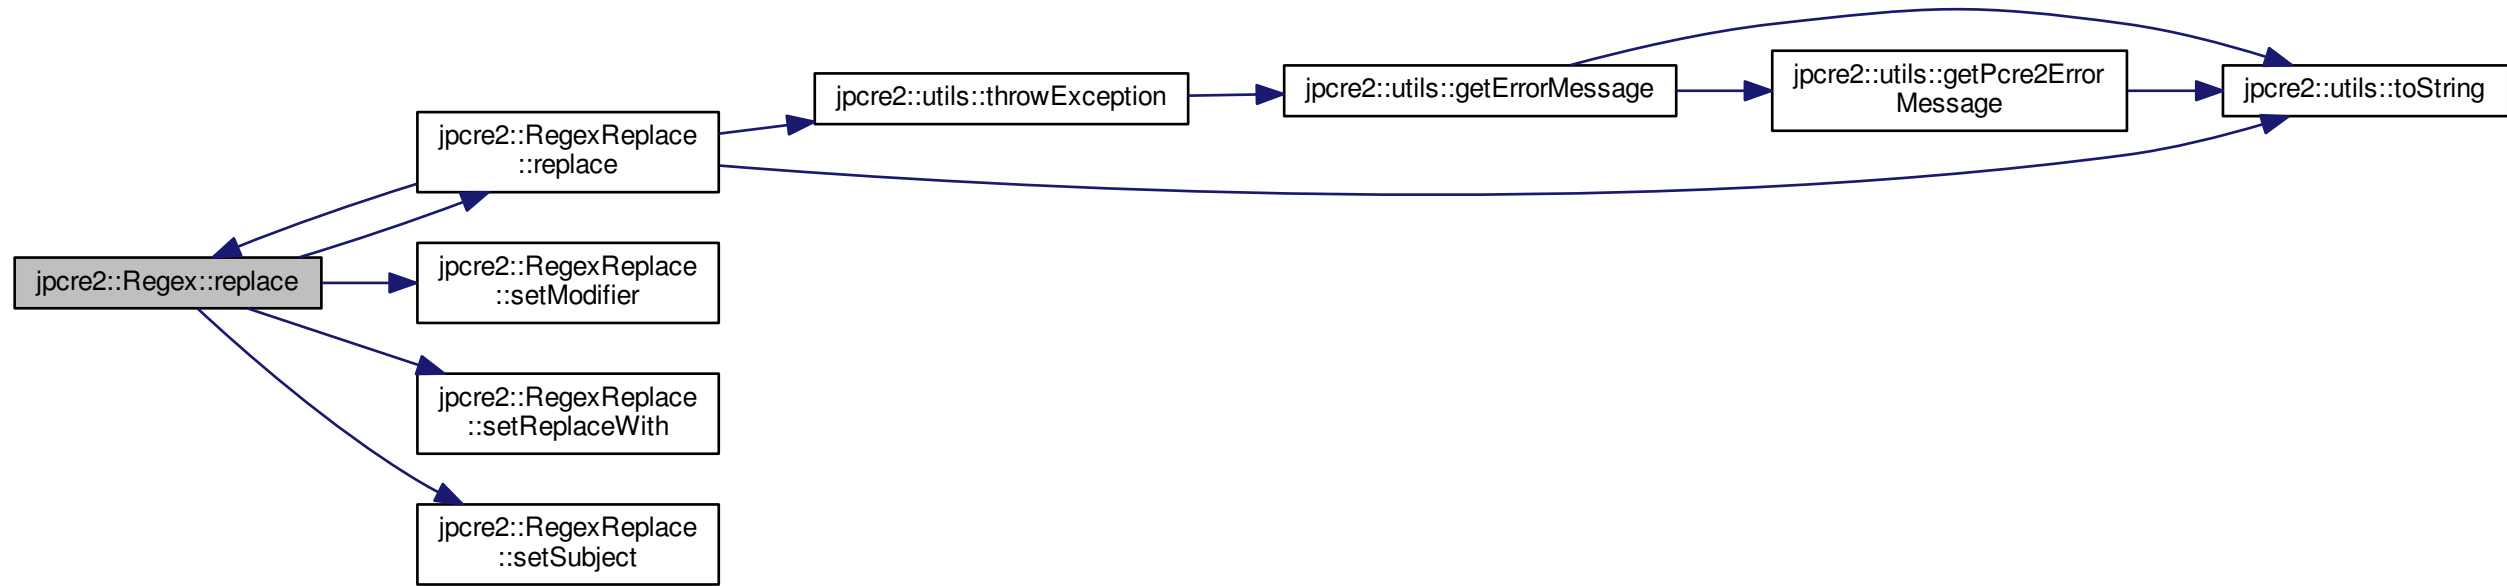 jpcre2::Regex::replace
jpcre2::RegexReplace
::replace
jpcre2::RegexReplace
::setModifier
jpcre2::RegexReplace
::setReplaceWith
jpcre2::RegexReplace
::setSubject
jpcre2::utils::throwException
jpcre2::utils::getErrorMessage
jpcre2::utils::getPcre2Error
Message
jpcre2::utils::toString